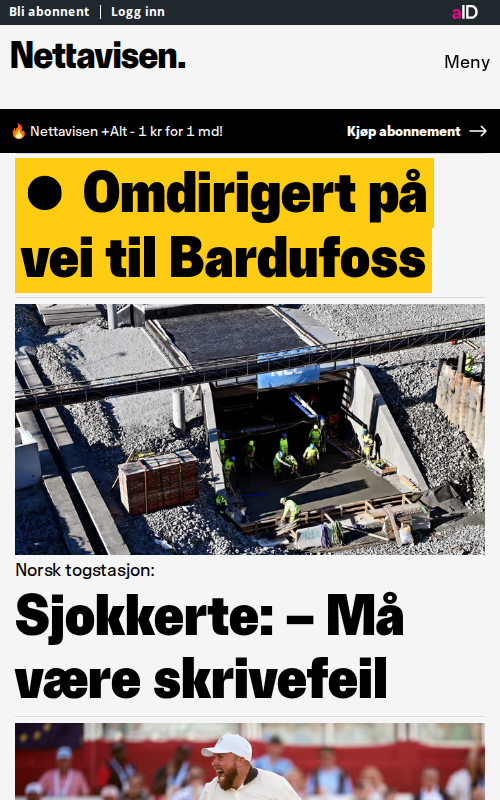 Bli abonnent | Logg inn
aID
Nettavisen.
Meny
🔥 Nettavisen +Alt - 1 kr for 1 md!
Kjøp abonnement →
● Omdirigert på
vei til Bardufoss
Norsk togstasjon:
Sjokkerte: – Må
være skrivefeil